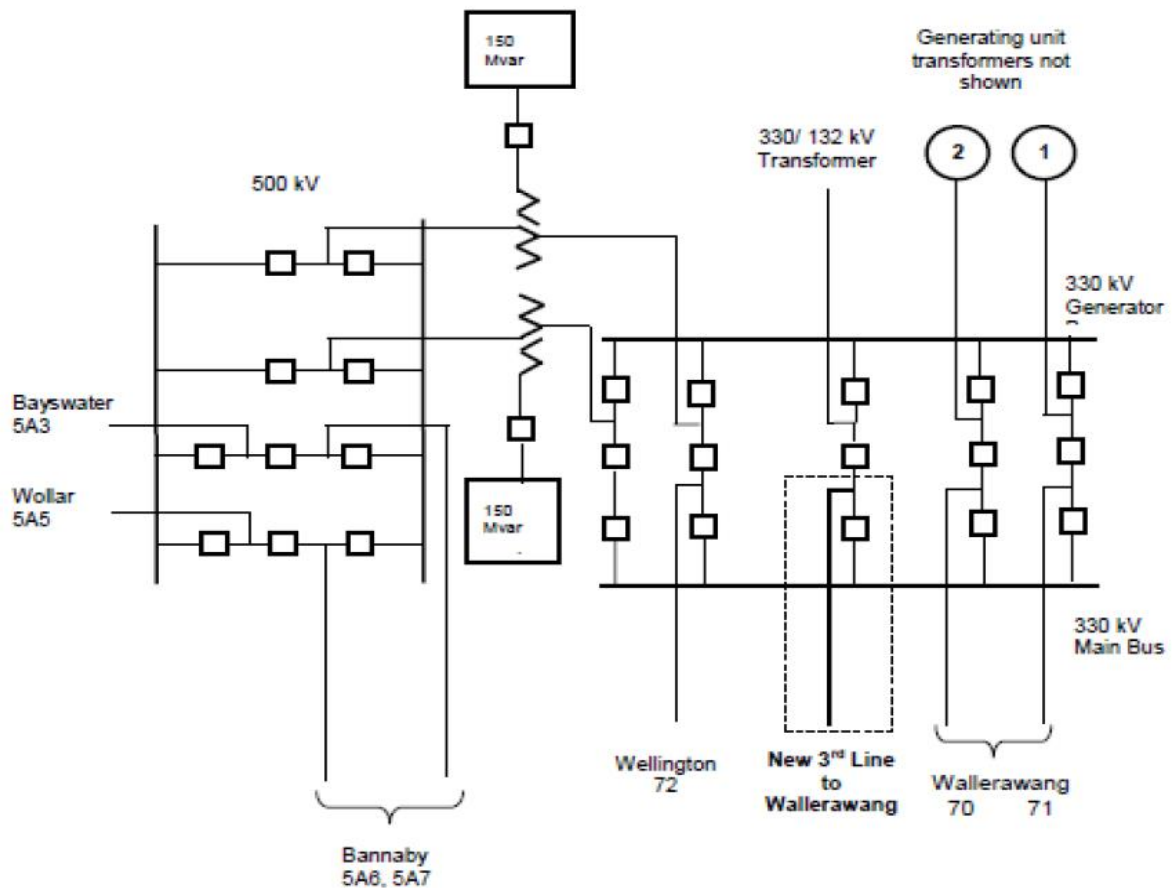 150
Mvar
Generating unit
transformers not
shown
330/ 132 kV
Transformer
2
1
500 kV
330 kV
Generator
Bayswater
5A3
Wollar
5A5
150
Mvar
330 kV
Main Bus
Wellington
72
New 3rd Line
to
Wallerawang
Wallerawang
70 71
Bannaby
5A6, 5A7